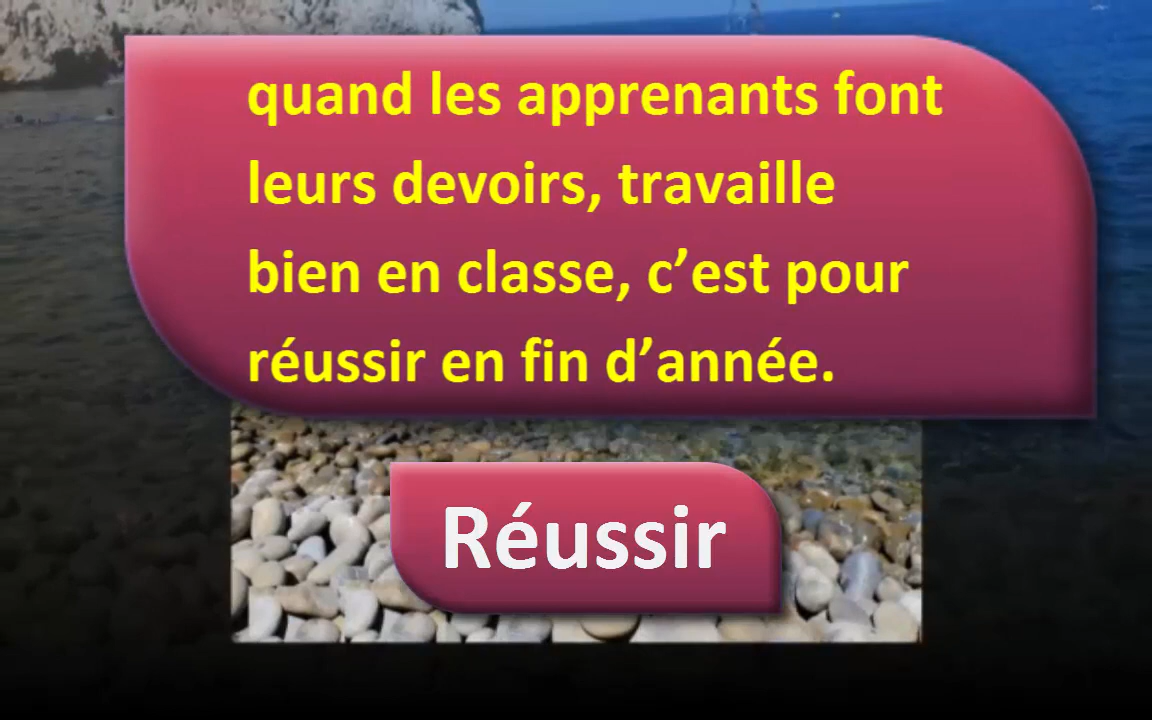 quand les apprenants font
leurs devoirs, travaille
bien en classe, c’est pour
réussir en fin d’année.
Réussir